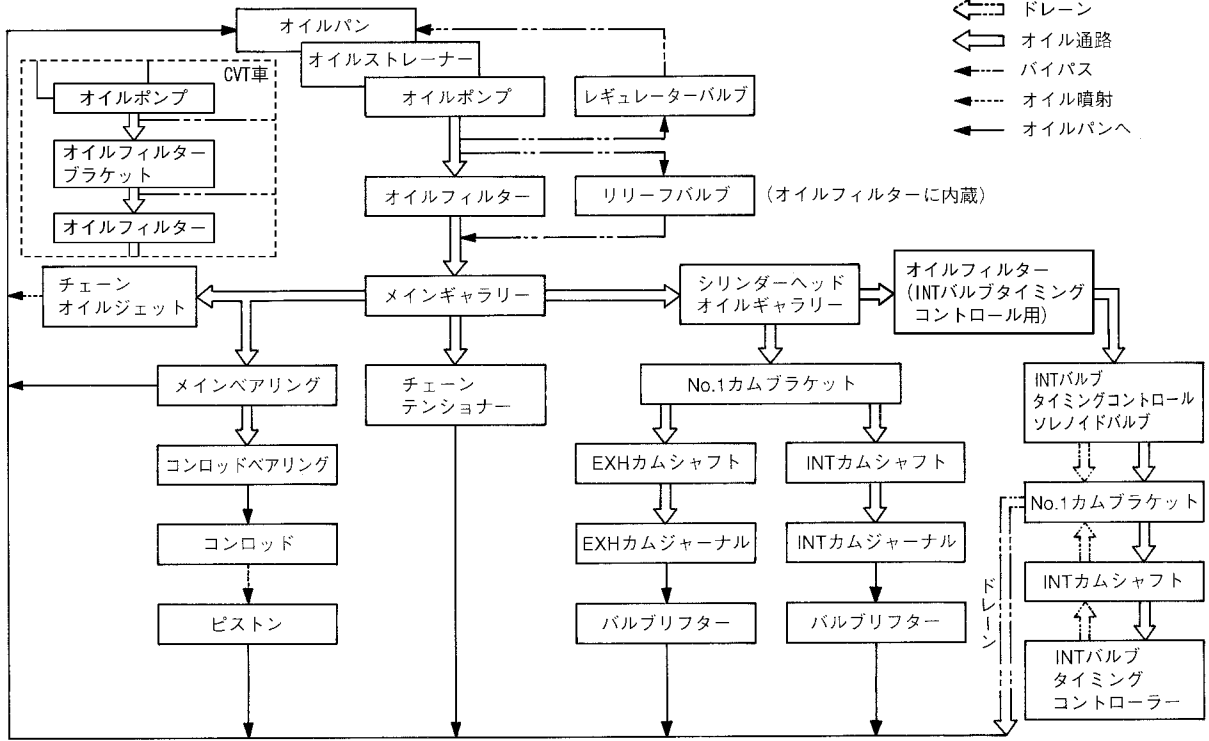 オイルパン
オイルストレーナー
オイルポンプ
レギュレーターバルブ
ドレーン
オイル通路
バイパス
オイル噴射
オイルパンへ
CVT車
オイルポンプ
オイルフィルター
ブラケット
オイルフィルター
オイルフィルター
リリーフバルブ
(オイルフィルターに内蔵)
チェーン
オイルジェット
メインギャラリー
シリンダーヘッド
オイルギャラリー
オイルフィルター
(INTバルブタイミング
コントロール用)
メインベアリング
チェーン
テンショナー
No.1カムブラケット
INTバルブ
タイミングコントロール
ソレノイドバルブ
コンロッドベアリング
EXHカムシャフト
INTカムシャフト
No.1カムブラケット
コンロッド
EXHカムジャーナル
INTカムジャーナル
INTカムシャフト
ピストン
バルブリフター
バルブリフター
ドレーン
INTバルブ
タイミング
コントローラー